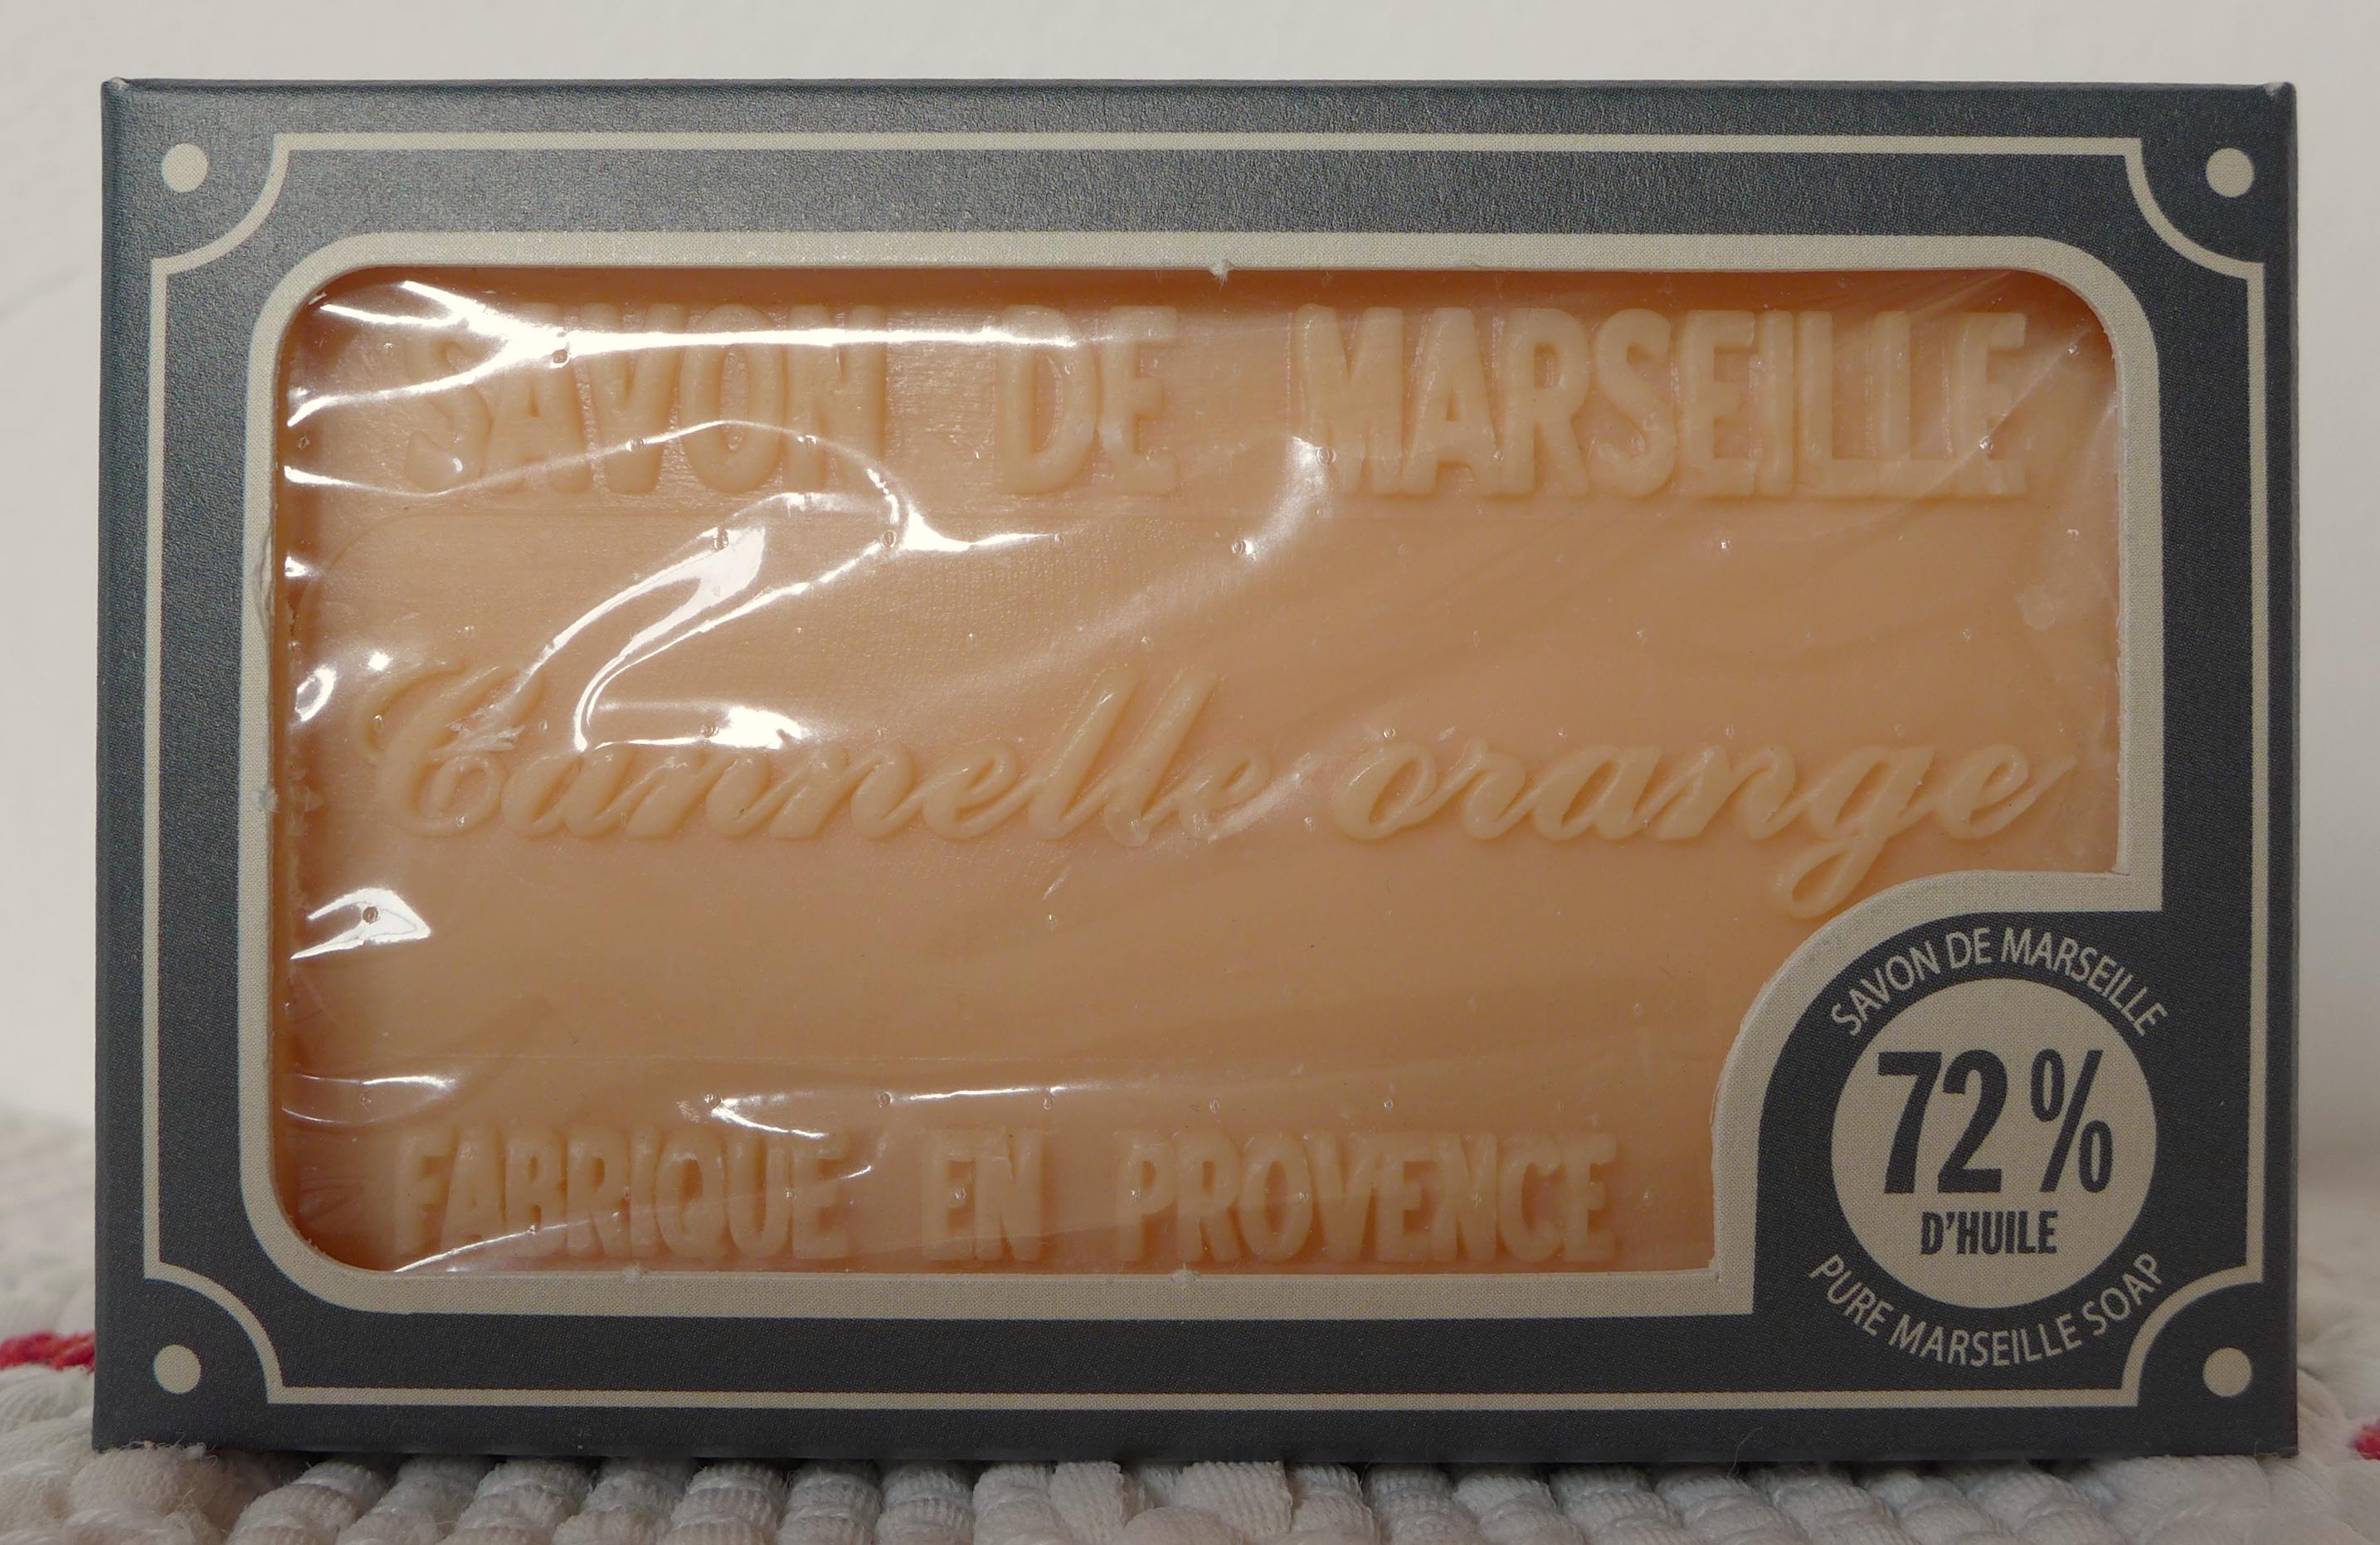 SAVON DE MARSEILLE
Cannelle orange
FABRIQUE EN PROVENCE
SAVON DE MARSEILLE
72 %
D'HUILE
PURE MARSEILLE SOAP